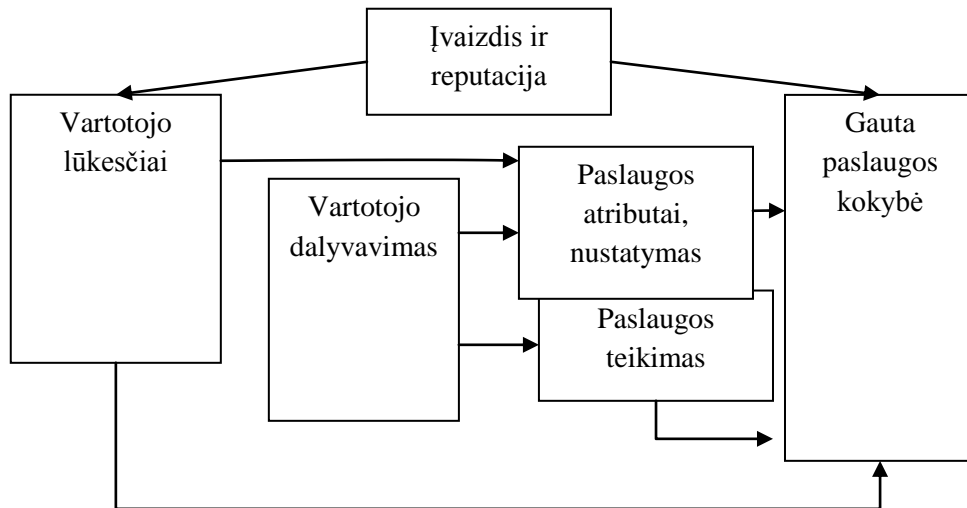 Įvaizdis ir
reputacija
Vartotojo
lūkesčiai
Gauta
paslaugos
kokybė
Paslaugos
atributai,
nustatymas
Vartotojo
dalyvavimas
Paslaugos
teikimas